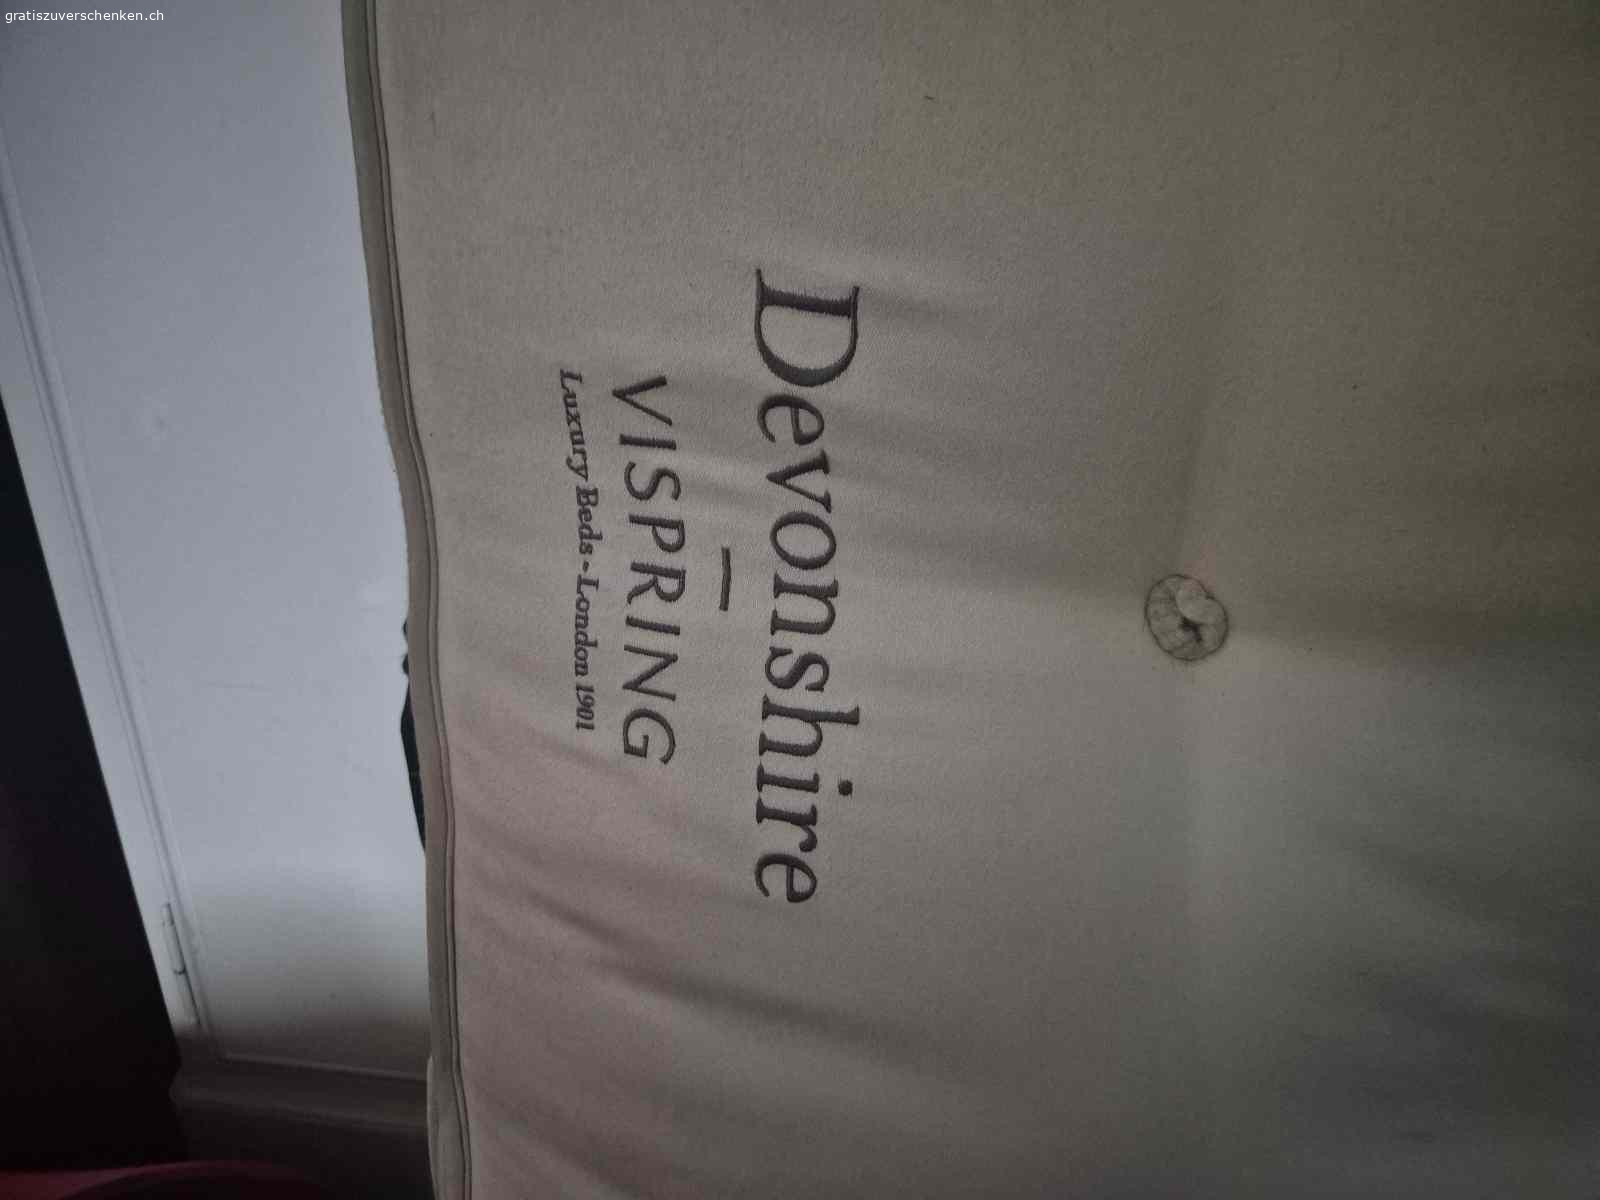 gratiszuverschenken.ch
Devonshire
—
VISPRING
Luxury Beds - London 1901